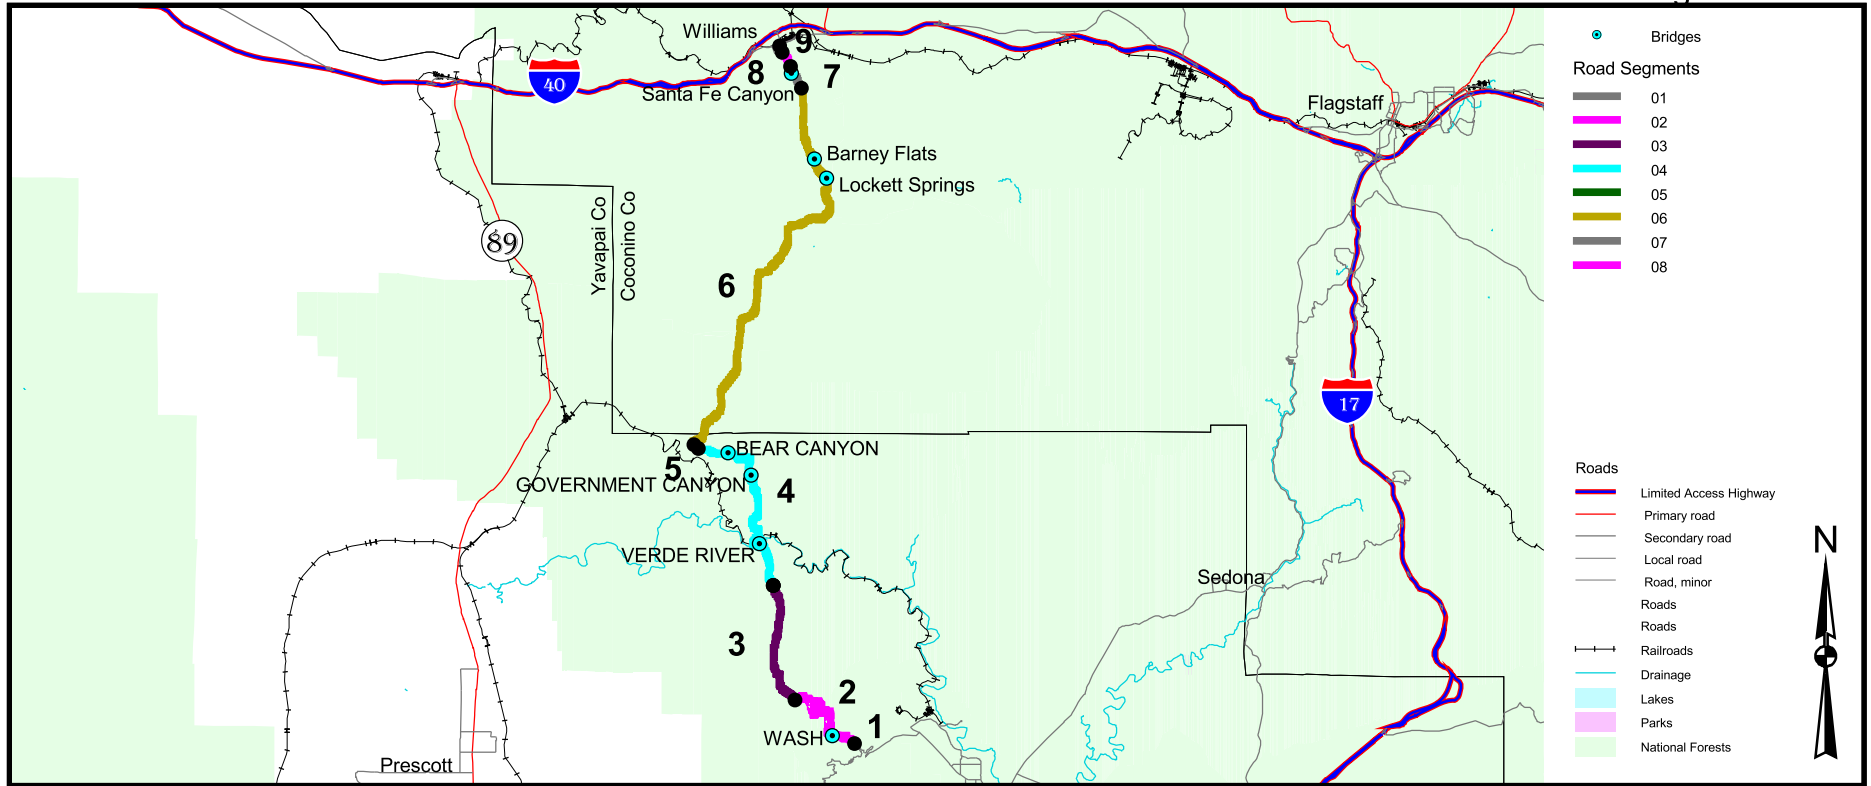 Williams
9
8
7
40
Santa Fe Canyon
Flagstaff
Barney Flats
Lockett Springs
89
Yavapai Co
Coconino Co
6
17
5
BEAR CANYON
GOVERNMENT CANYON
4
VERDE RIVER
Sedona
3
2
1
WASH
Prescott
Bridges
Road Segments
01
02
03
04
05
06
07
08
Roads
Limited Access Highway
Primary road
Secondary road
Local road
Road, minor
Roads
Roads
Railroads
Drainage
Lakes
Parks
National Forests
N